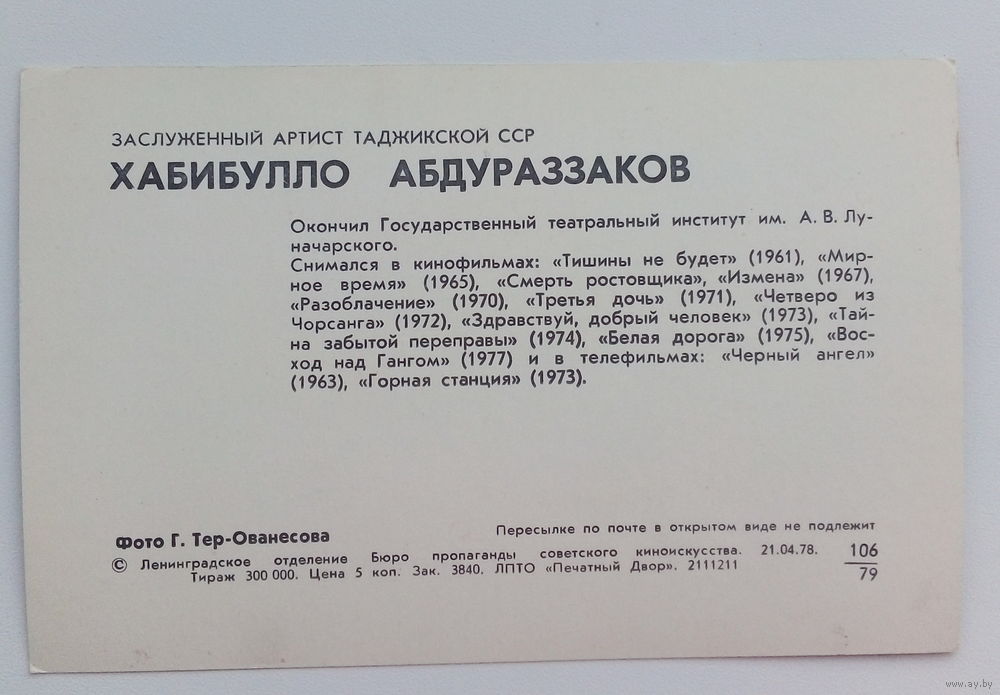 ЗАСЛУЖЕННЫЙ АРТИСТ ТАДЖИКСКОЙ ССР
ХАБИБУЛЛО АБДУРАЗЗАКОВ
Окончил Государственный театральный институт им. А. В. Лу-
начарского.
Снимался в кинофильмах: «Тишины не будет» (1961), «Мир-
ное время» (1965), «Смерть ростовщика», «Измена» (1967),
«Разоблачение» (1970), «Третья дочь» (1971), «Четверо из
Чорсанга» (1972), «Здравствуй, добрый человек» (1973), «Тай-
на забытой переправы» (1974), «Белая дорога» (1975), «Вос-
ход над Гангом» (1977) и в телефильмах: «Черный ангел»
(1963), «Горная станция» (1973).
Фото Г. Тер-Ованесова
Пересылке по почте в открытом виде не подлежит
© Ленинградское отделение Бюро пропаганды советского киноискусства. 21.04.78.
Тираж 300 000. Цена 5 коп. Зак. 3840. ЛПТО «Печатный Двор». 2111211
106
79
www.ay.by